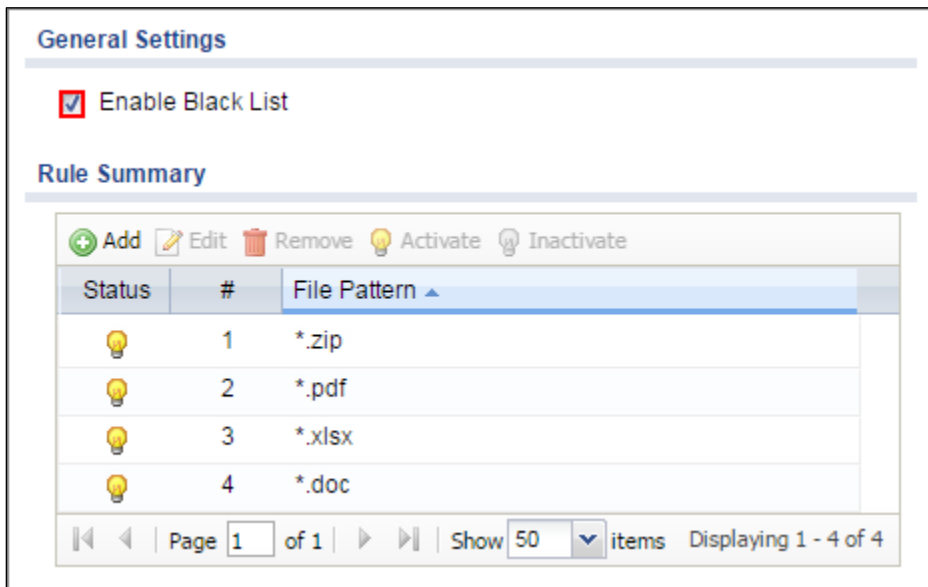 General Settings
Enable Black List
Rule Summary
Add Edit Remove Activate Inactivate
Status # File Pattern
1 *.zip
2 *.pdf
3 *.xlsx
4 *.doc
Page 1 of 1 Show 50 items Displaying 1 - 4 of 4